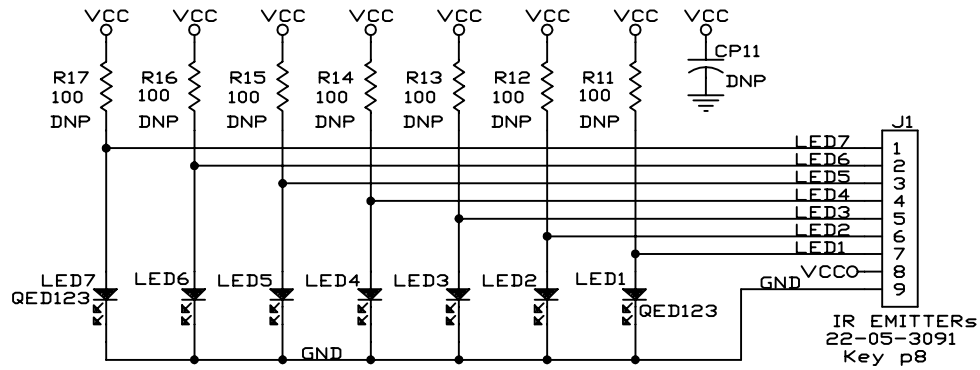 VCC VCC VCC VCC VCC VCC VCC VCC
CP11
DNP
R17 R16 R15 R14 R13 R12 R11
100 100 100 100 100 100 100
DNP DNP DNP DNP DNP DNP DNP
J1
LED7 1
LED6 2
LED5 3
LED4 4
LED3 5
LED2 6
LED1 7
VCC 8
GND 9
LED7 LED6 LED5 LED4 LED3 LED2 LED1
QED123 QED123
GND
IR EMITTERs
22-05-3091
Key p8